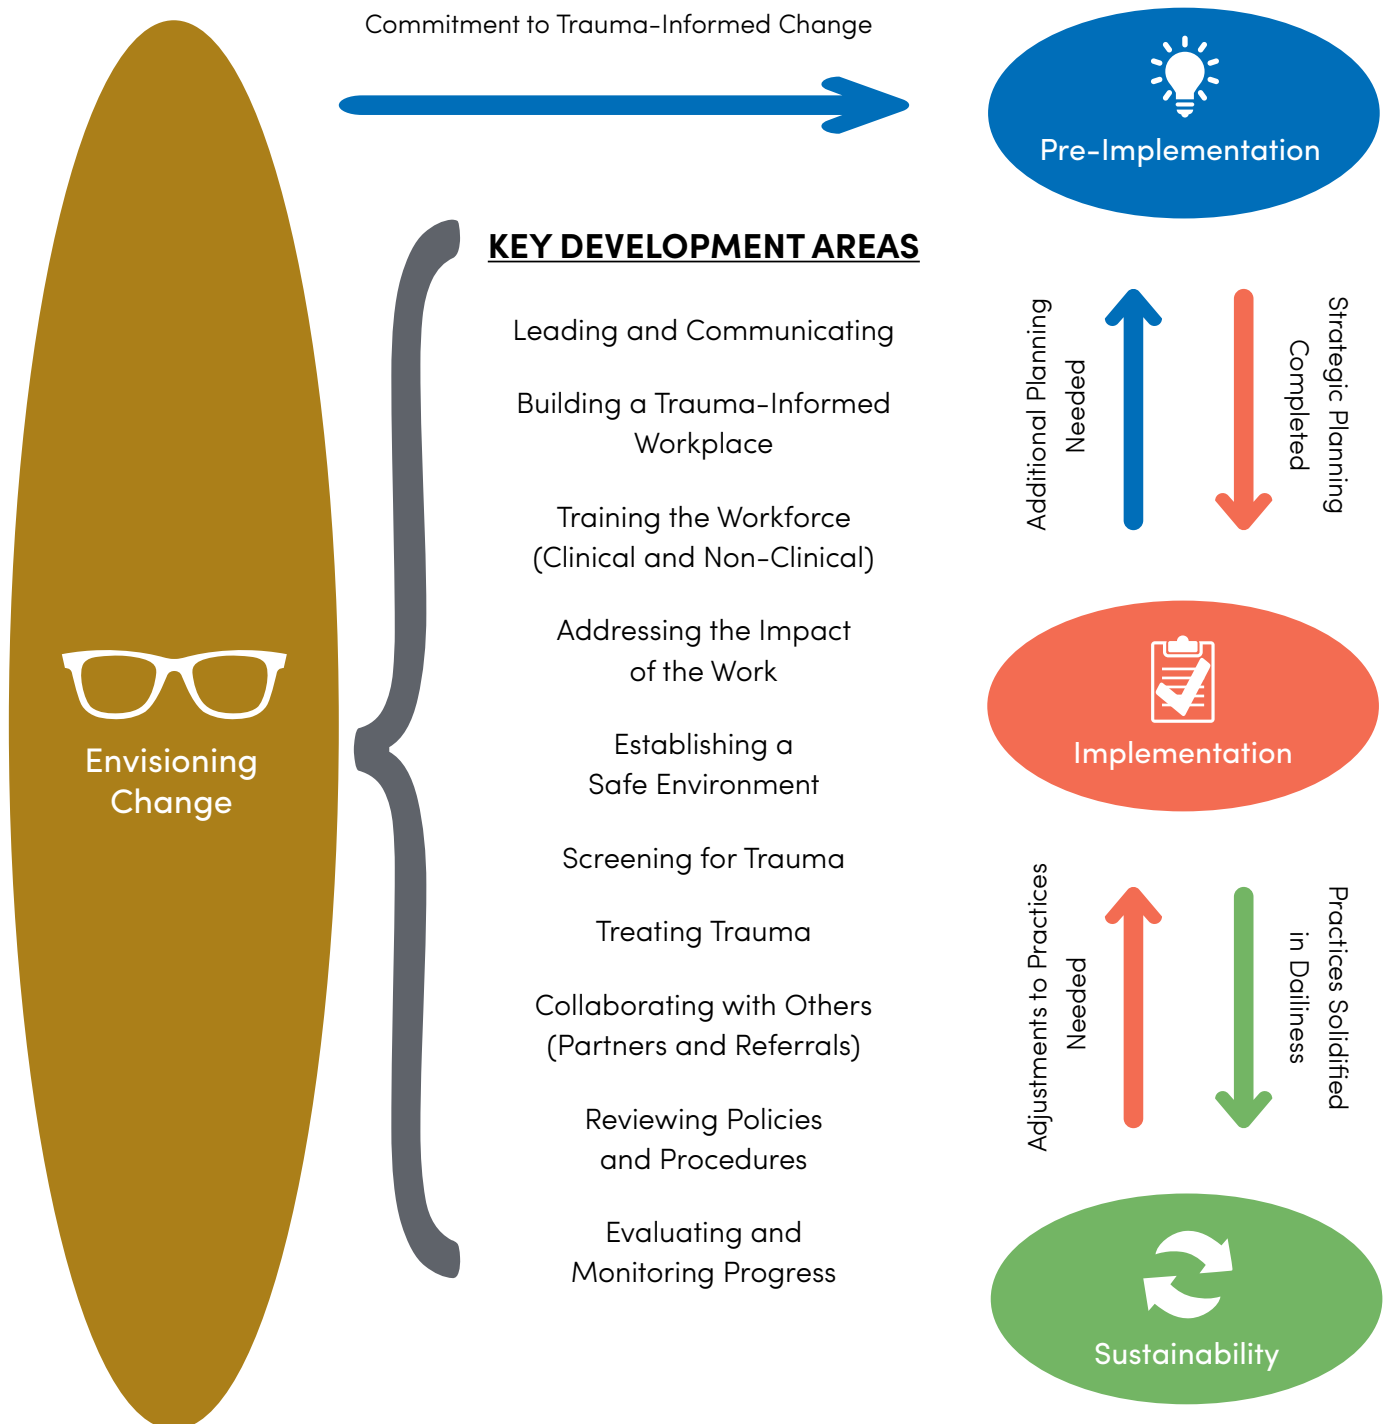 Commitment to Trauma-Informed Change
Pre-Implementation
Envisioning
Change
KEY DEVELOPMENT AREAS
Leading and Communicating
Building a Trauma-Informed
Workplace
Training the Workforce
(Clinical and Non-Clinical)
Addressing the Impact
of the Work
Establishing a
Safe Environment
Screening for Trauma
Treating Trauma
Collaborating with Others
(Partners and Referrals)
Reviewing Policies
and Procedures
Evaluating and
Monitoring Progress
Additional Planning
Needed
Strategic Planning
Completed
Implementation
Adjustments to Practices
Needed
Practices Solidified
in Dailiness
Sustainability